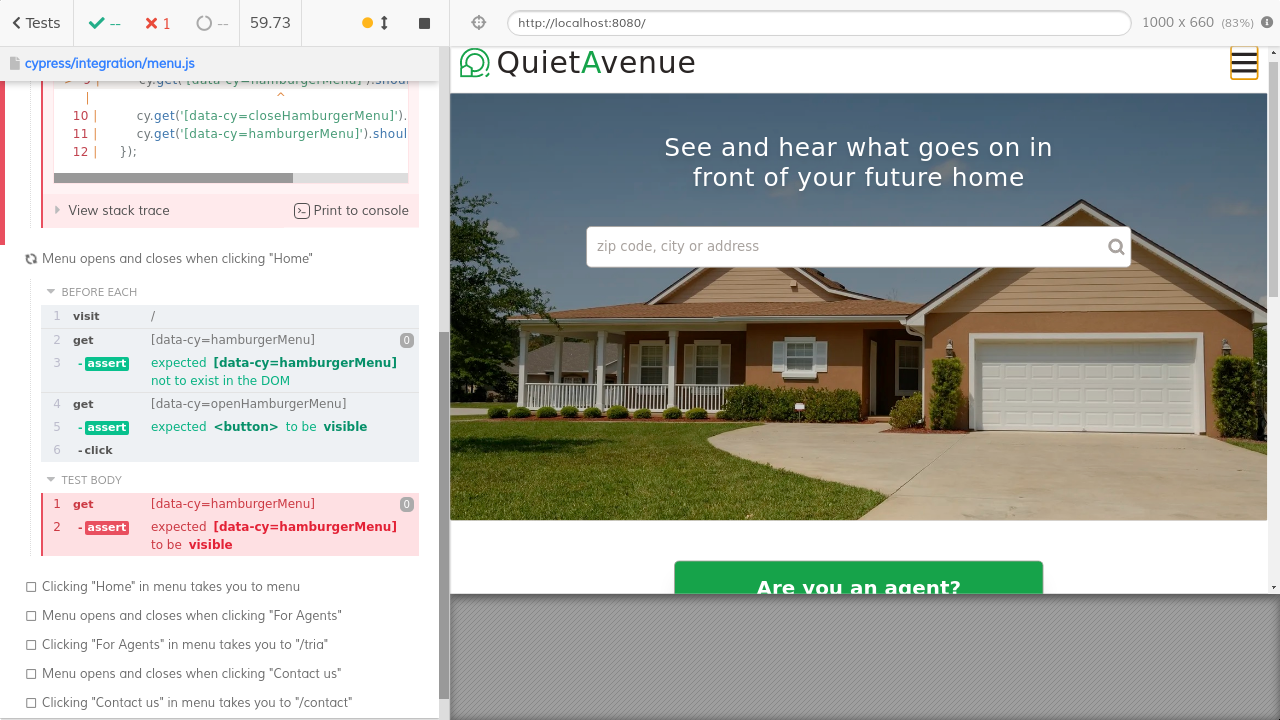 Tests
--
1
--
59.73
cypress/integration/menu.js
9 | cy.get('[data-cy=hamburgerMenu]').shoul
| ^
10 | cy.get('[data-cy=closeHamburgerMenu]').
11 | cy.get('[data-cy=hamburgerMenu]').shoul
12 | });
View stack trace
Print to console
Menu opens and closes when clicking "Home"
BEFORE EACH
1 visit /
2 get [data-cy=hamburgerMenu] 0
3 -assert expected [data-cy=hamburgerMenu]
not to exist in the DOM
4 get [data-cy=openHamburgerMenu]
5 -assert expected <button> to be visible
6 -click
TEST BODY
1 get [data-cy=hamburgerMenu] 0
2 -assert expected [data-cy=hamburgerMenu]
to be visible
Clicking "Home" in menu takes you to menu
Menu opens and closes when clicking "For Agents"
Clicking "For Agents" in menu takes you to "/tria"
Menu opens and closes when clicking "Contact us"
Clicking "Contact us" in menu takes you to "/contact"
http://localhost:8080/
1000 x 660 (83%)
QuietAvenue
See and hear what goes on in
front of your future home
zip code, city or address
Are you an agent?